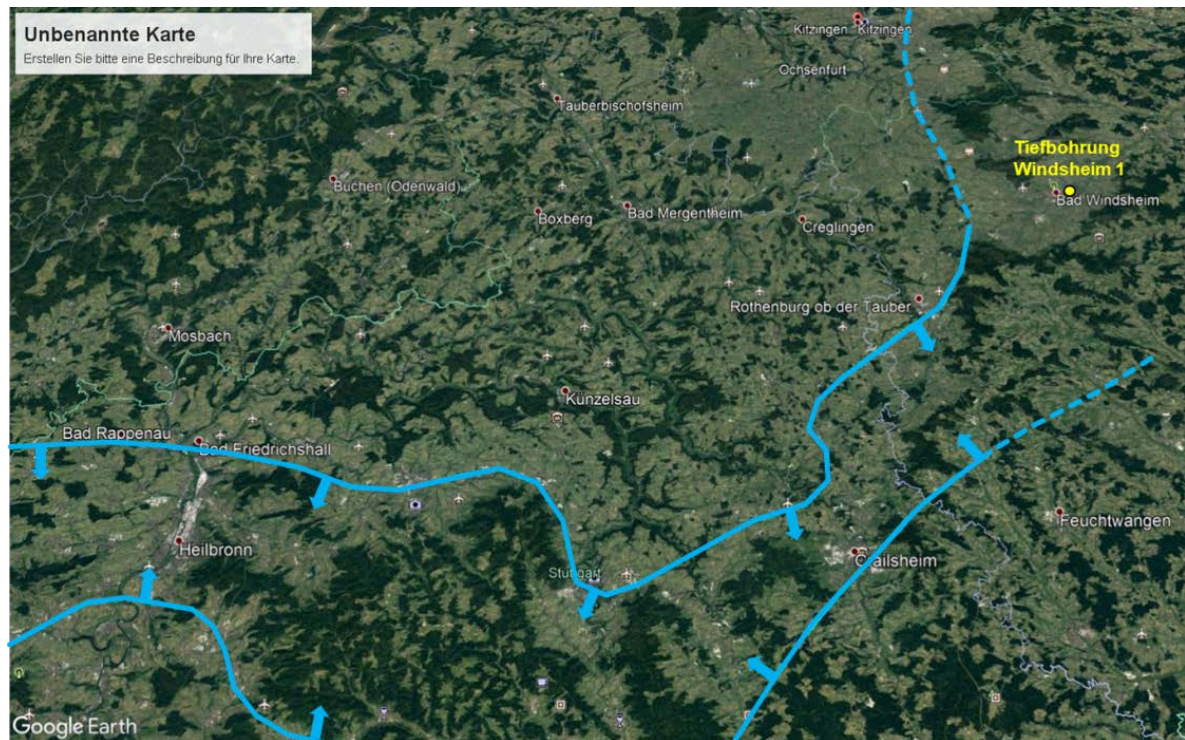 Unbenannte Karte
Erstellen Sie bitte eine Beschreibung für Ihre Karte.
Kitzingen Kitzingen
Ochsenfurt
Tauberbischofsheim
Tiefbohrung
Windsheim 1
Buchen (Odenwald)
Bad Windsheim
Boxberg
Bad Mergentheim
Creglingen
Rothenburg ob der Tauber
Mosbach
Künzelsau
Bad Rappenau
Bad Friedrichshall
Feuchtwangen
Heilbronn
Crailsheim
Stuttgart
Google Earth